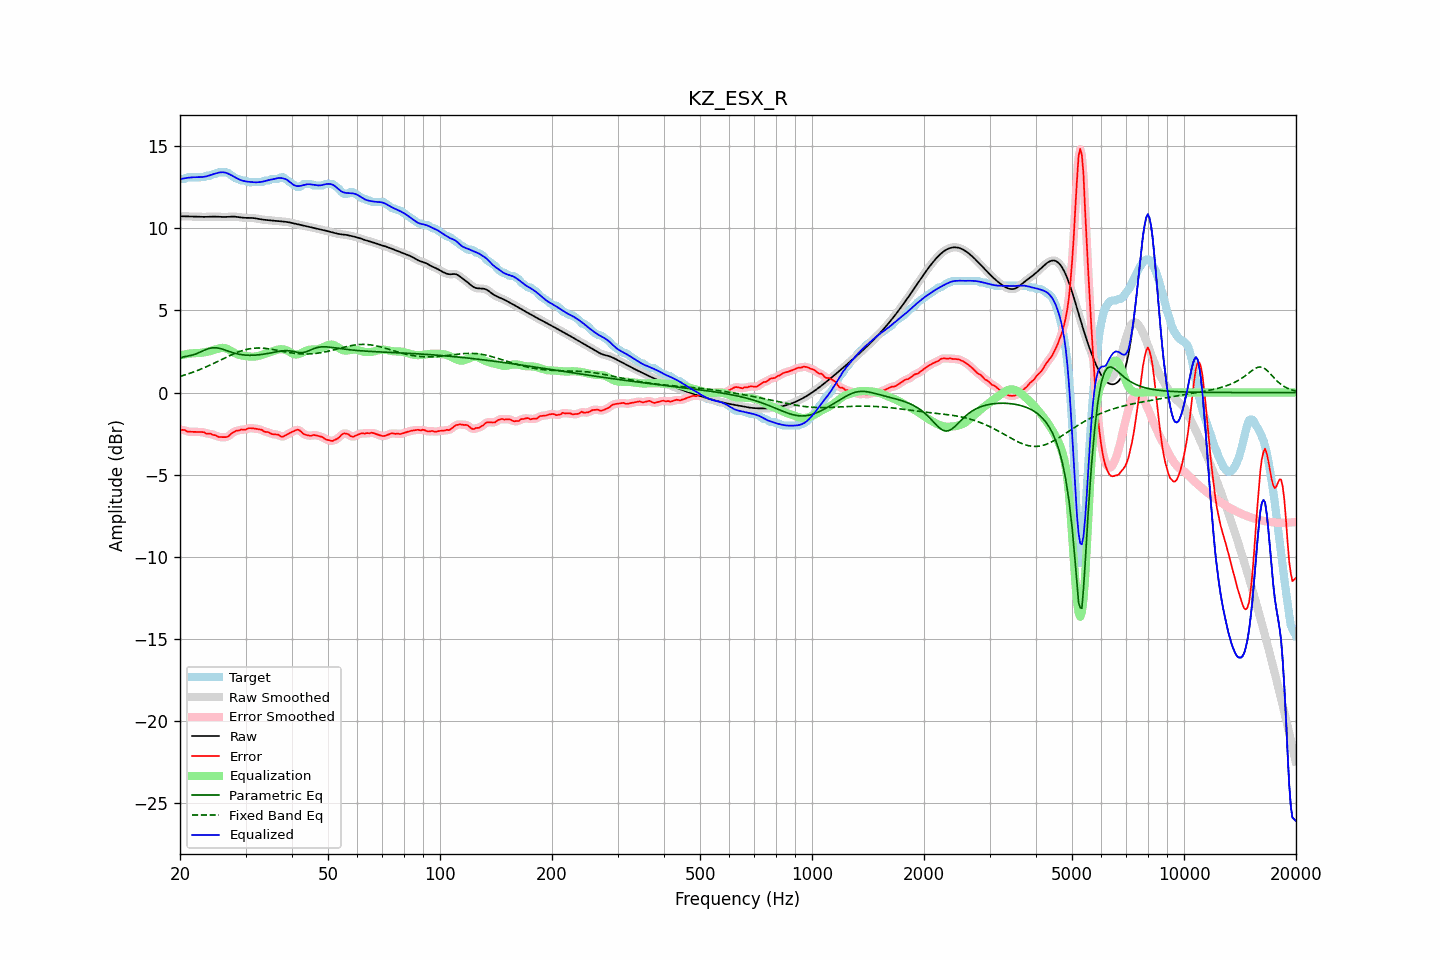 KZ_ESX_R
15
10
5
0
−5
−10
−15
−20
−25
Amplitude (dBr)
Target
Raw Smoothed
Error Smoothed
Raw
Error
Equalization
Parametric Eq
Fixed Band Eq
Equalized
20 50 100 200 500 1000 2000 5000 10000 20000
Frequency (Hz)